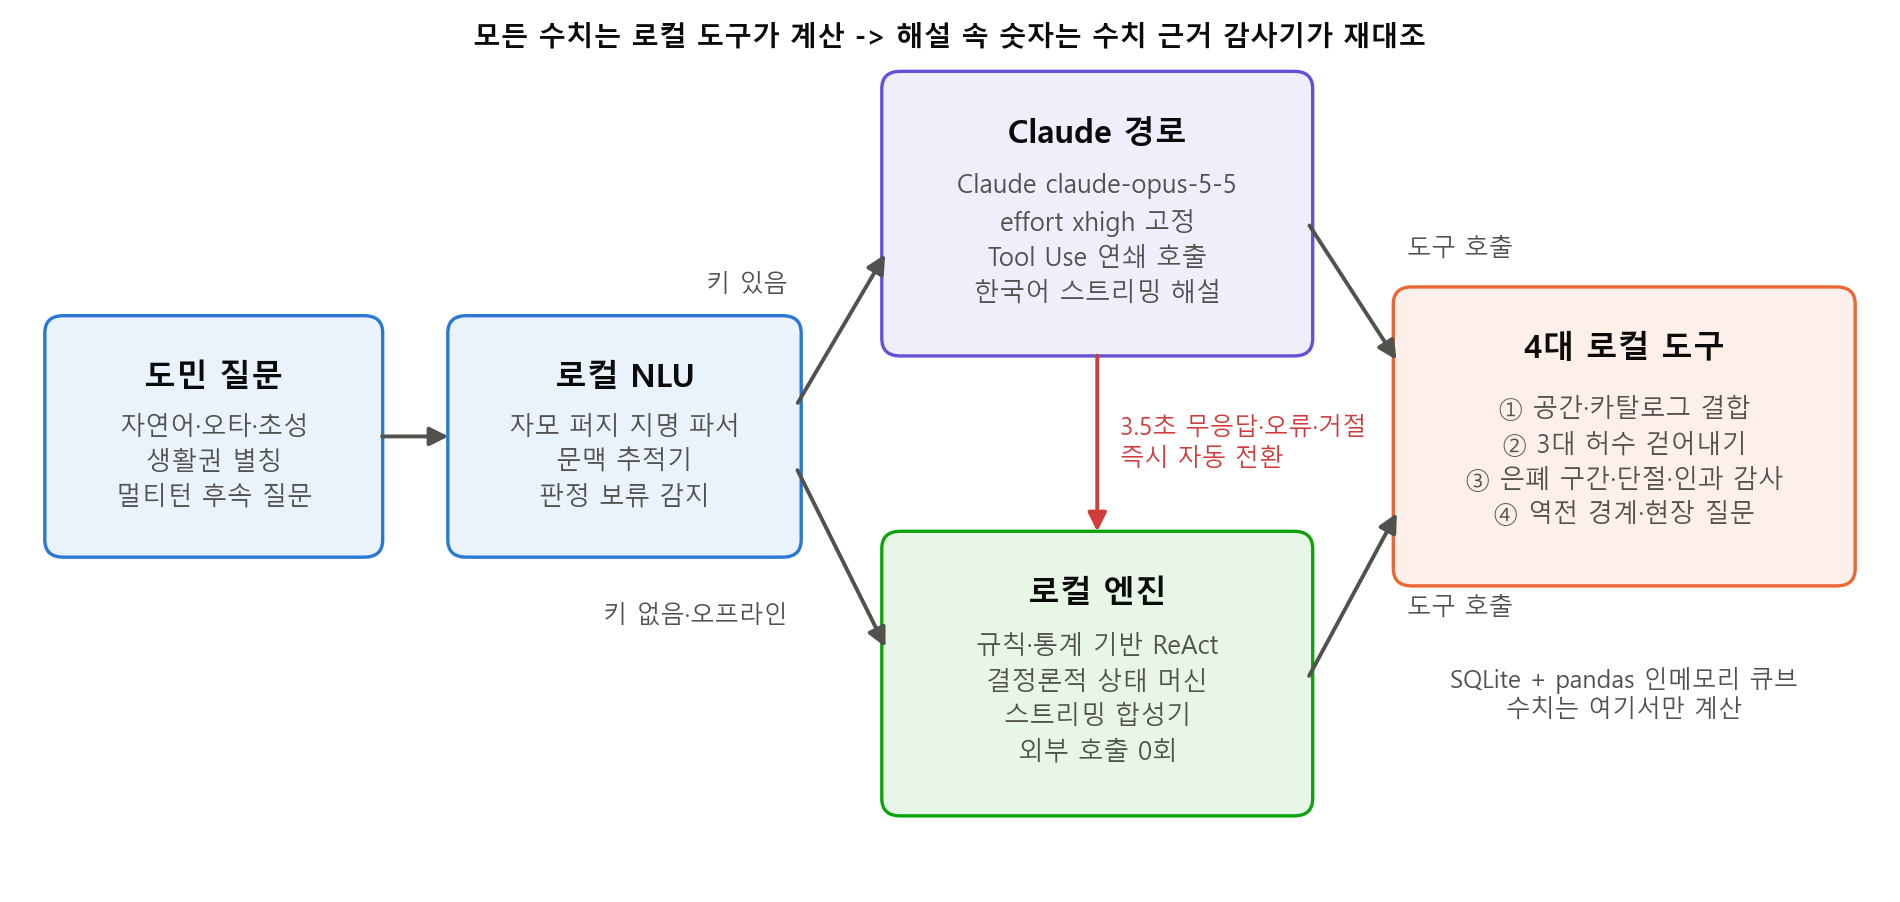 모든 수치는 로컬 도구가 계산 -> 해설 속 숫자는 수치 근거 감사기가 재대조
도민 질문
자연어·오타·초성
생활권 별칭
멀티턴 후속 질문
로컬 NLU
자모 퍼지 지명 파서
문맥 추적기
판정 보류 감지
키 있음
키 없음·오프라인
Claude 경로
Claude claude-opus-5-5
effort xhigh 고정
Tool Use 연쇄 호출
한국어 스트리밍 해설
3.5초 무응답·오류·거절
즉시 자동 전환
로컬 엔진
규칙·통계 기반 ReAct
결정론적 상태 머신
스트리밍 합성기
외부 호출 0회
도구 호출
4대 로컬 도구
① 공간·카탈로그 결합
② 3대 허수 걷어내기
③ 은폐 구간·단절·인과 감사
④ 역전 경계·현장 질문
도구 호출
SQLite + pandas 인메모리 큐브
수치는 여기서만 계산